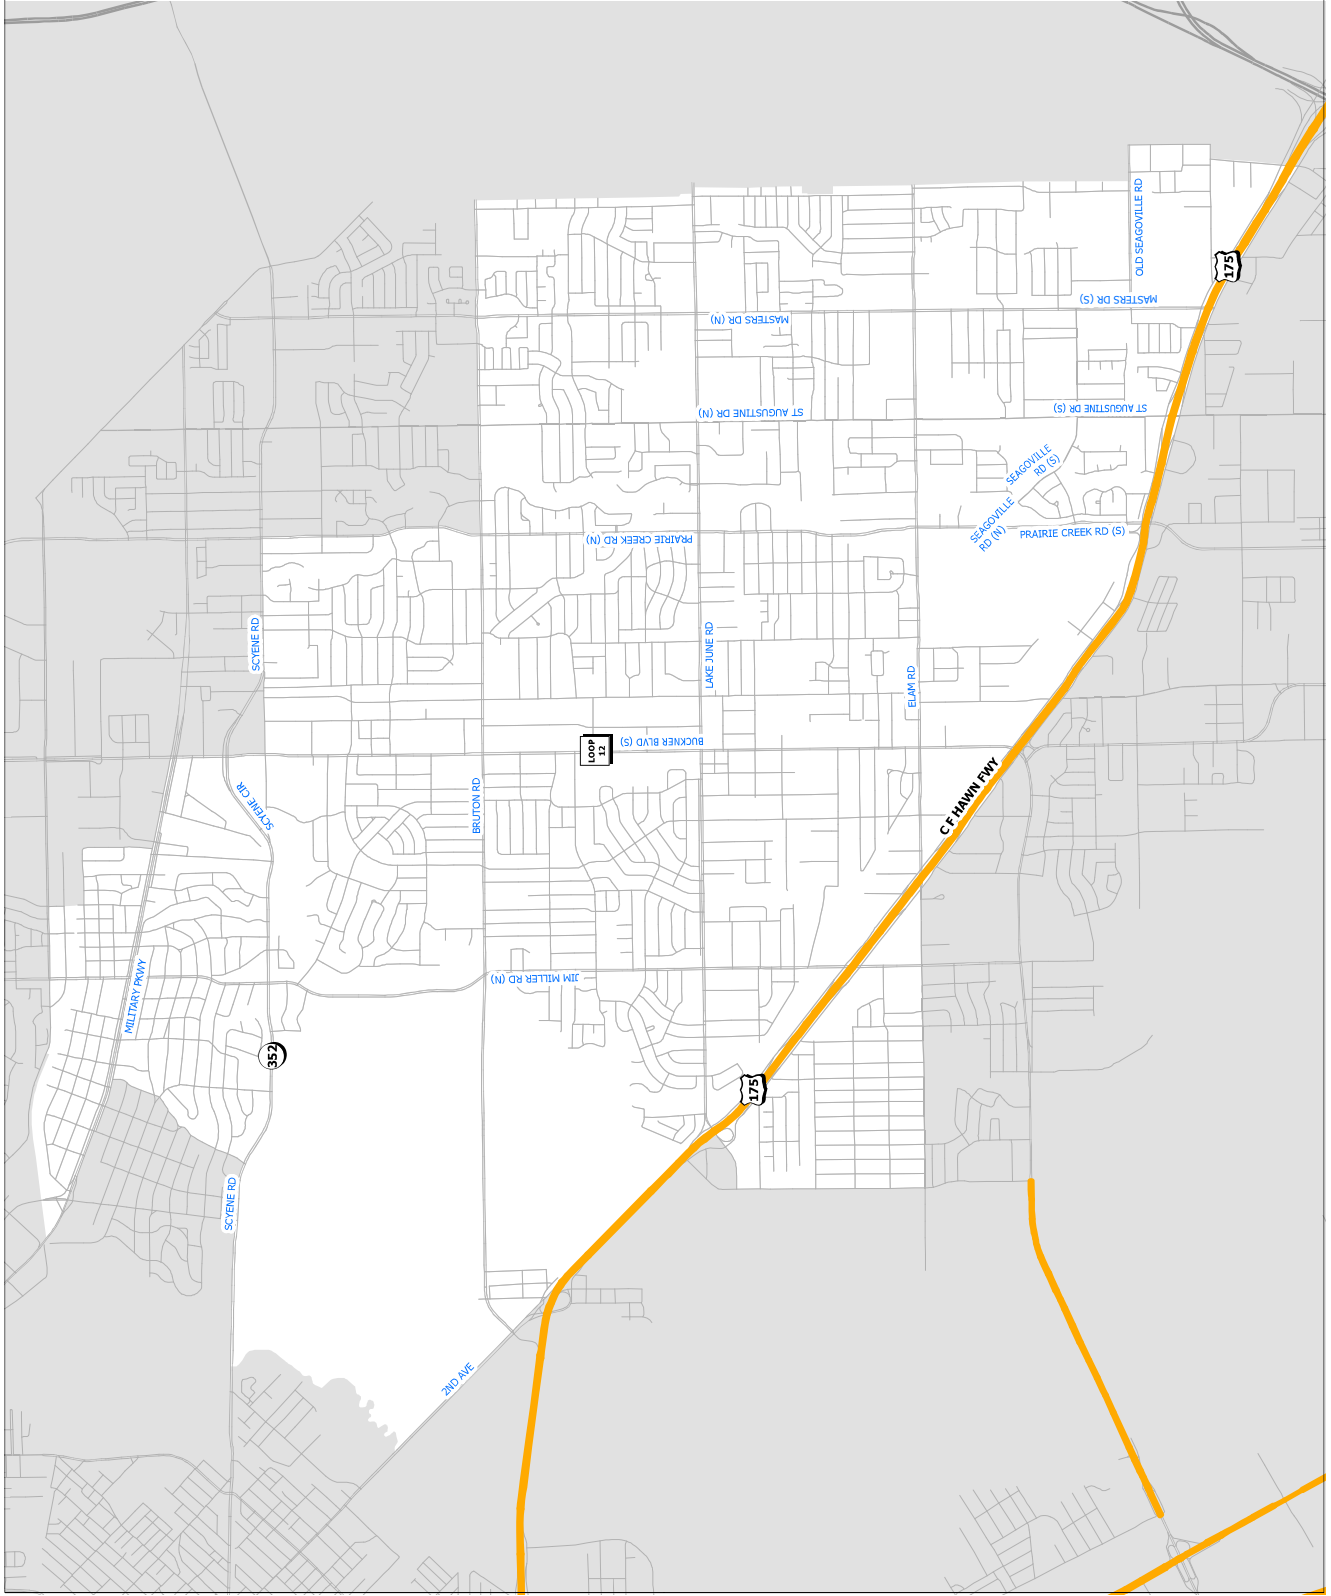 OLD SEAGOVILLE RD
175
MASTERS DR (S)
MASTERS DR (N)
ST AUGUSTINE DR (N)
ST AUGUSTINE DR (S)
SEAGOVILLE
RD (S)
SEAGOVILLE
RD (N)
PRAIRIE CREEK RD (S)
PRAIRIE CREEK RD (N)
SCYENE RD
LAKE JUNE RD
ELAM RD
BUCKNER BLVD (S)
LOOP
12
SCYENE CIR
BRUTON RD
C F HAWN FWY
MILITARY PKWY
JIM MILLER RD (N)
352
175
SCYENE RD
2ND AVE